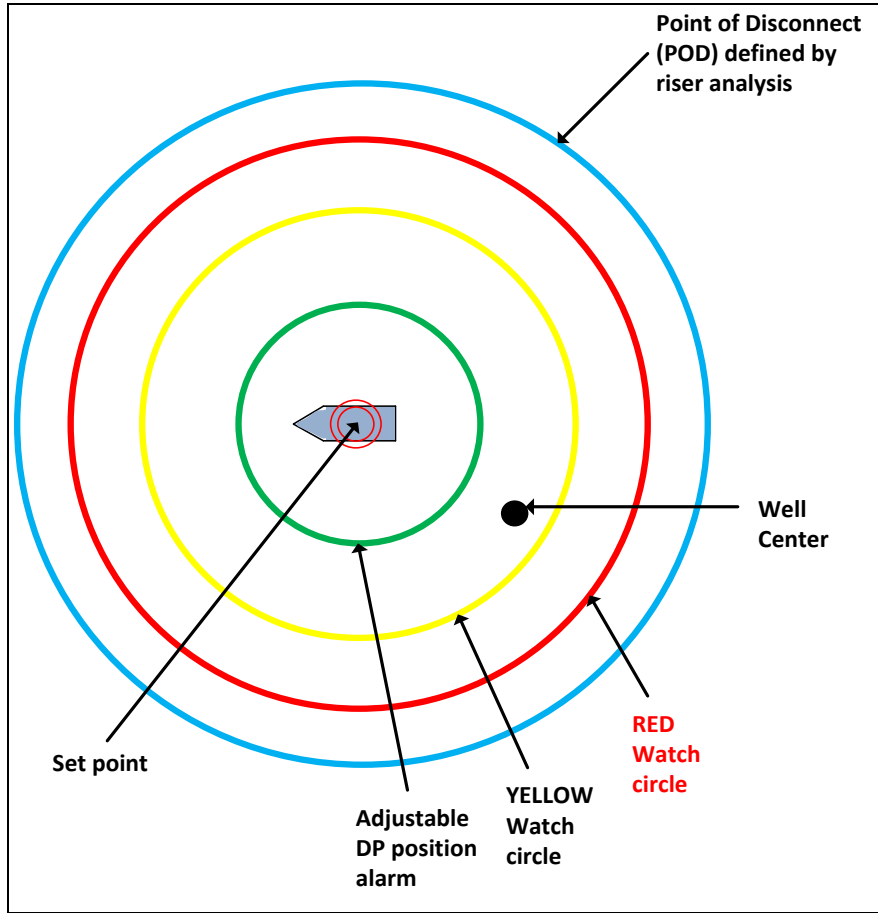 Point of Disconnect
(POD) defined by
riser analysis
Well
Center
RED
Watch
circle
Set point
YELLOW
Watch
circle
Adjustable
DP position
alarm